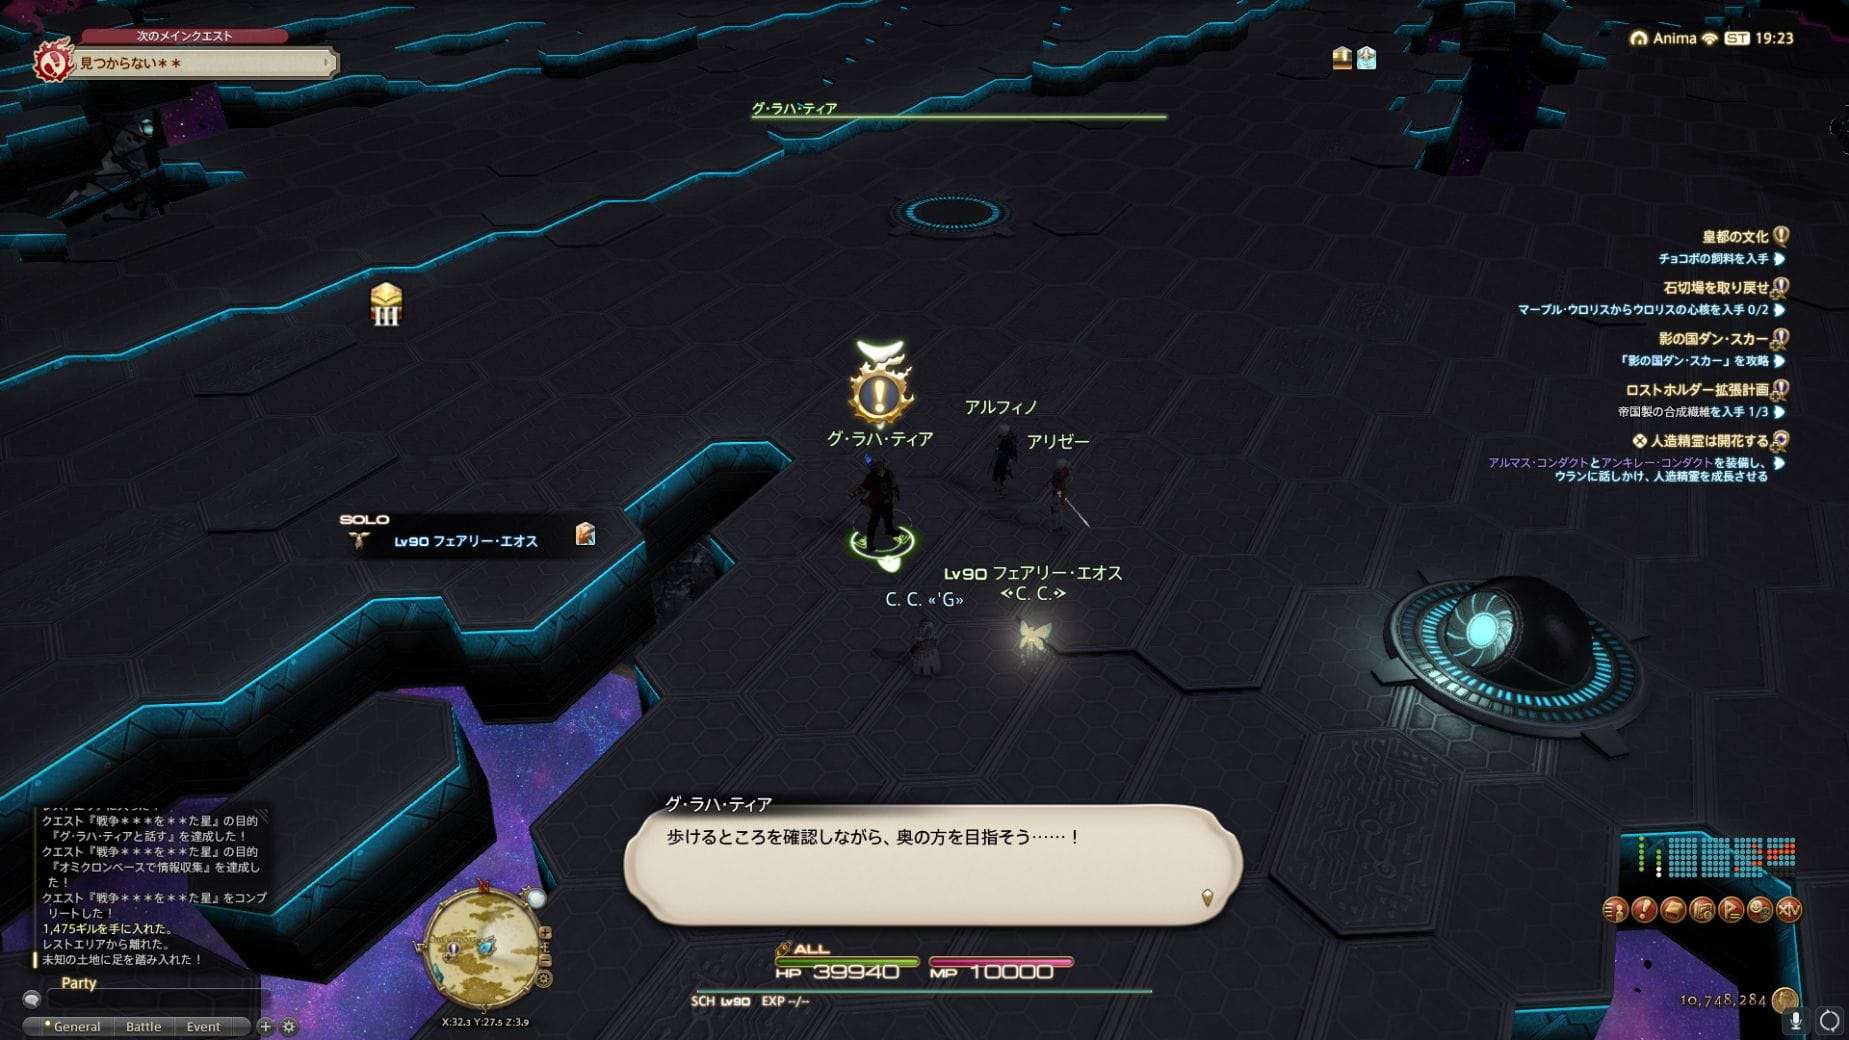 次のメインクエスト
見つからない＊＊
Anima ST 19:23
グ・ラハ・ティア
皇都の文化
チョコボの飼料を入手
石切場を取り戻せ
マーブル・ウロリスからウロリスの心核を入手 0/2
影の国ダン・スカー
「影の国ダン・スカー」を攻略
ロストホルダー拡張計画
帝国製の合成繊維を入手 1/3
人造精霊は開花する
アルマス・コンダクトとアンキレー・コンダクトを装備し、
ウランに話しかけ、人造精霊を成長させる
III
グ・ラハ・ティア
アルフィノ
アリゼー
SOLO
Lv90 フェアリー・エオス
Lv90 フェアリー・エオス
«C. C.»
C. C. «'G»
グ・ラハ・ティア
歩けるところを確認しながら、奥の方を目指そう……！
レストエリアに入った！
クエスト『戦争＊＊＊を＊＊た星』の目的
『グ・ラハ・ティアと話す』を達成した！
クエスト『戦争＊＊＊を＊＊た星』の目的
『オミクロンベースで情報収集』を達成し
た！
クエスト『戦争＊＊＊を＊＊た星』をコンプ
リートした！
1,475ギルを手に入れた。
レストエリアから離れた。
未知の土地に足を踏み入れた！
Party
General Battle Event
N
X:32.3 Y:27.5 Z:3.9
ALL
HP 39940 MP 10000
SCH Lv90 EXP --/--
XIV
10,748,284